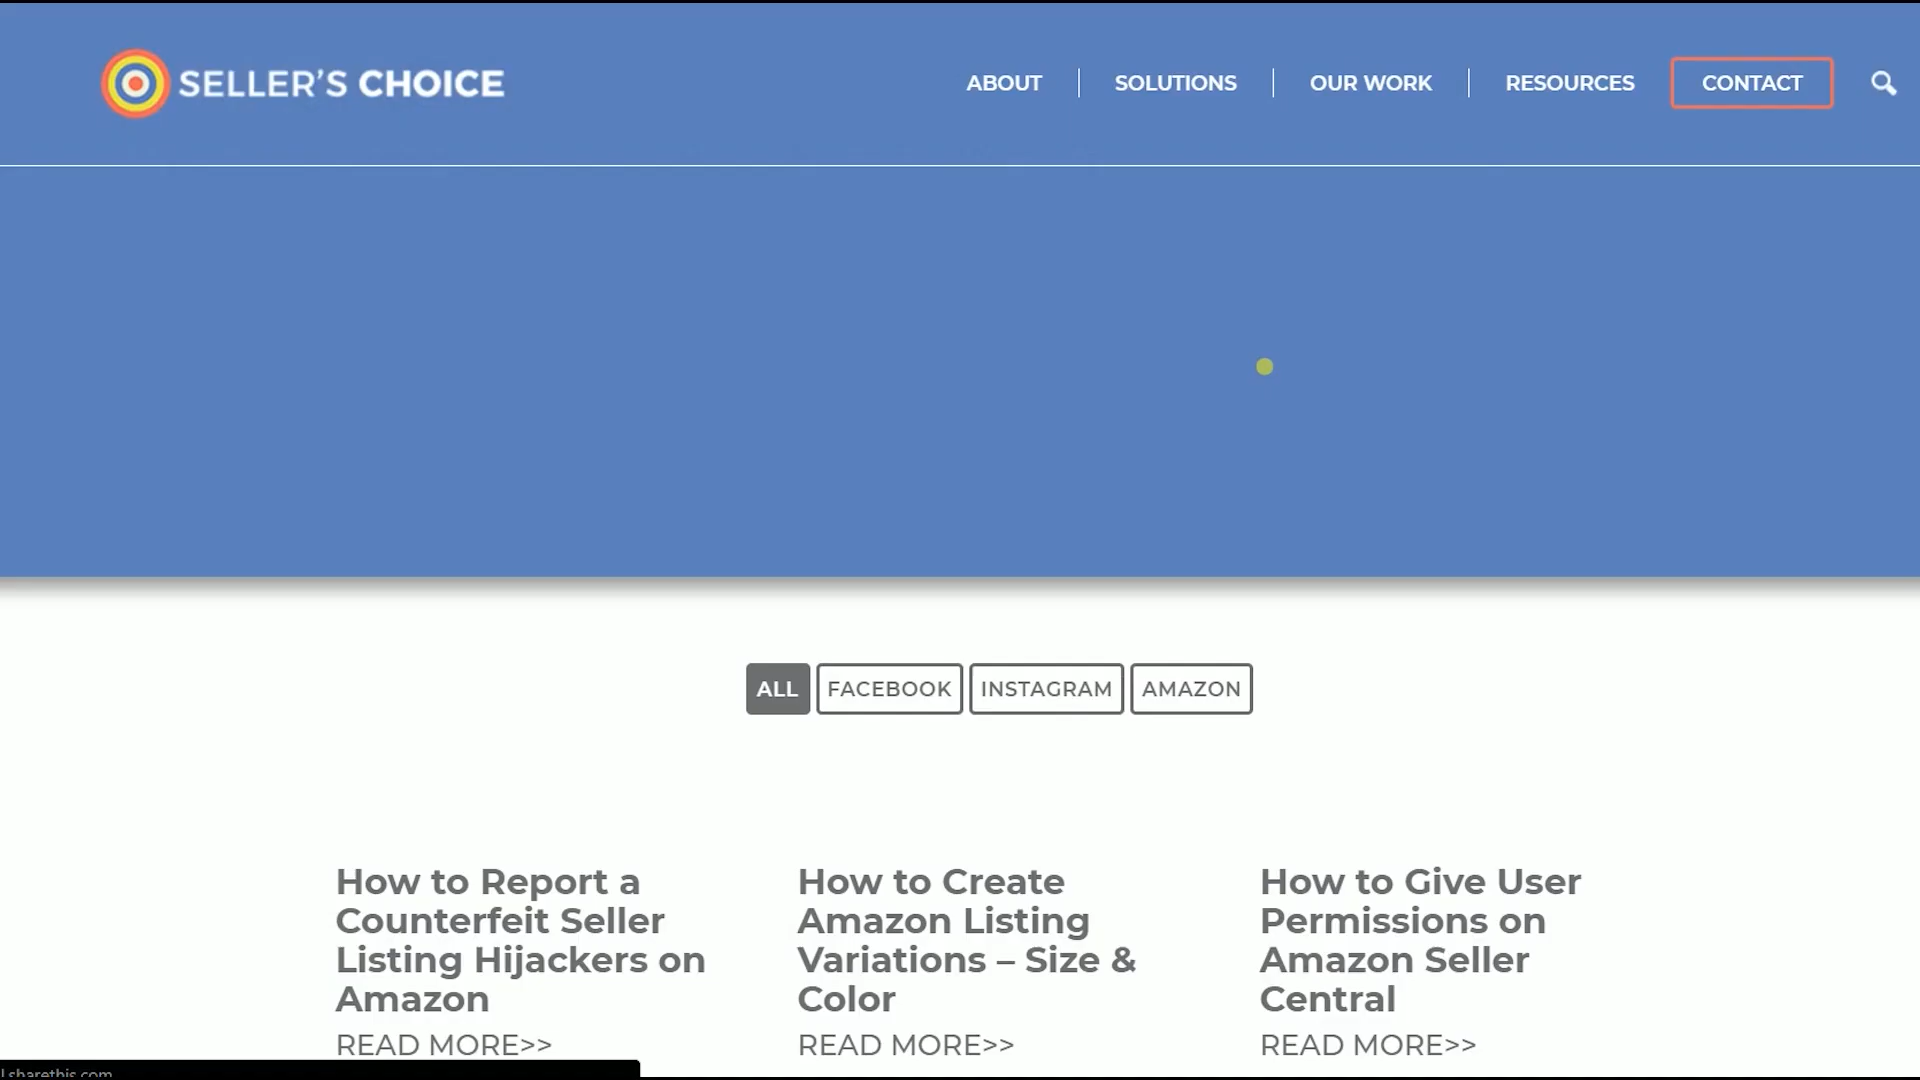 SELLER'S CHOICE
ABOUT
SOLUTIONS
OUR WORK
RESOURCES
CONTACT
ALL
FACEBOOK
INSTAGRAM
AMAZON
How to Report a
Counterfeit Seller
Listing Hijackers on
Amazon
READ MORE>>
How to Create
Amazon Listing
Variations – Size &
Color
READ MORE>>
How to Give User
Permissions on
Amazon Seller
Central
READ MORE>>
l.sharethis.com